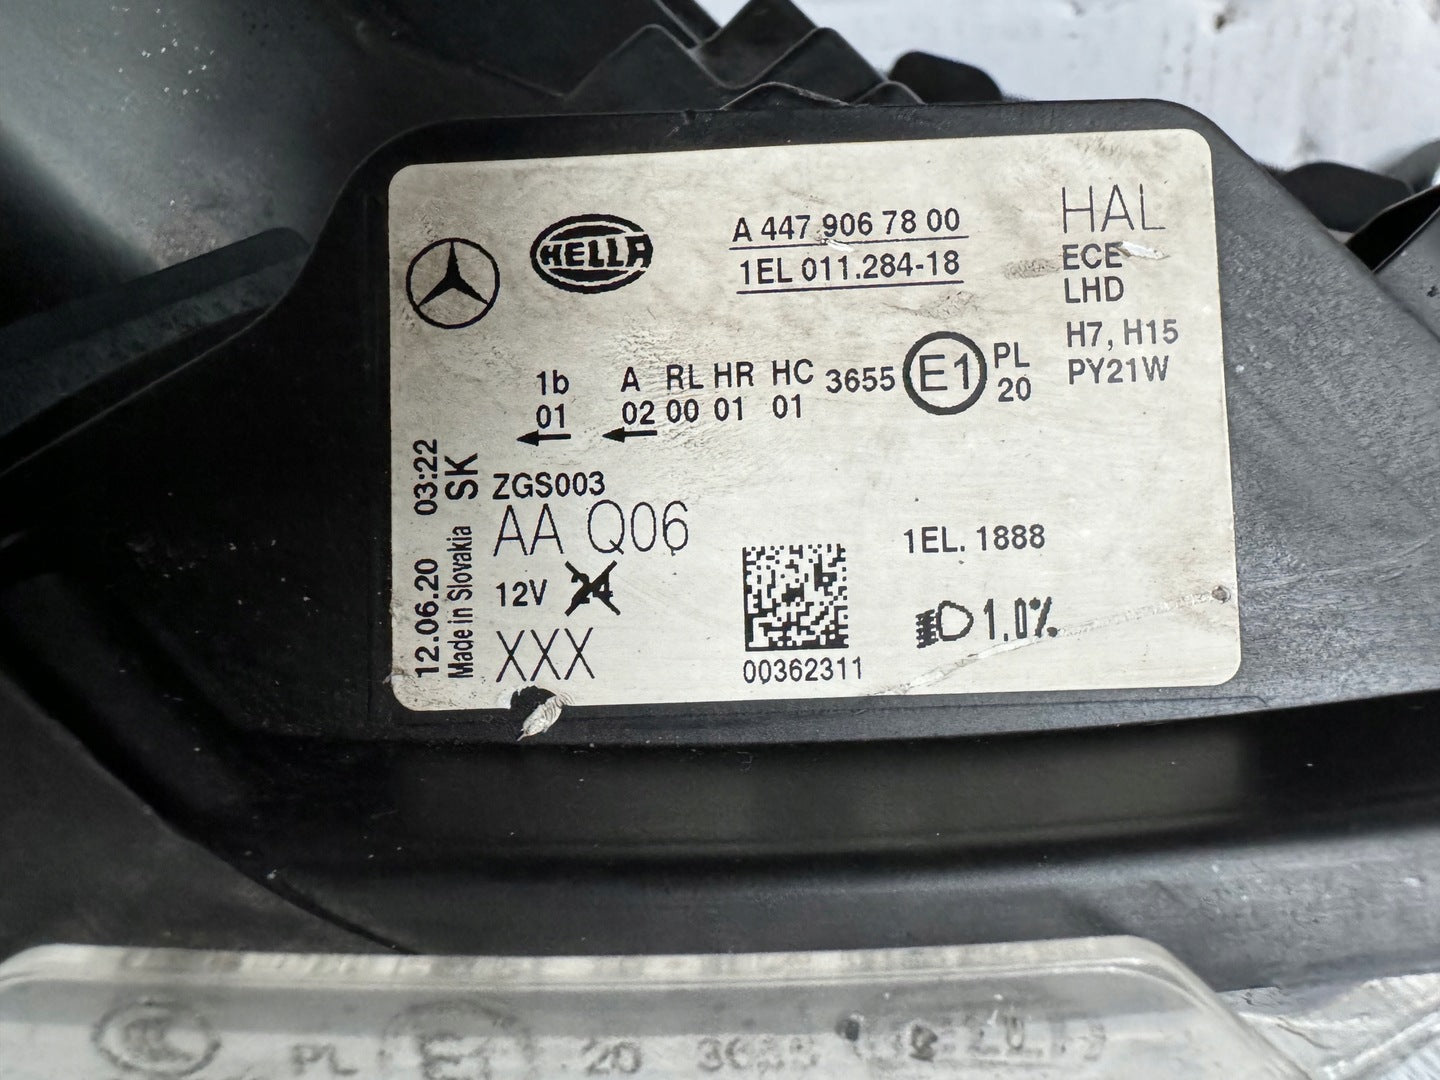 HELLA
A 447 906 78 00
1EL 011.284-18
HAL
ECE
LHD
H7, H15
PY21W
1b A RL HR HC 3655 E1 PL
01 02 00 01 01 20
12.06.20 03:22
Made in Slovakia SK
ZGS003
AA Q06
12V 24
XXX
00362311
1EL. 1888
1.0%
PL E1 20 3655